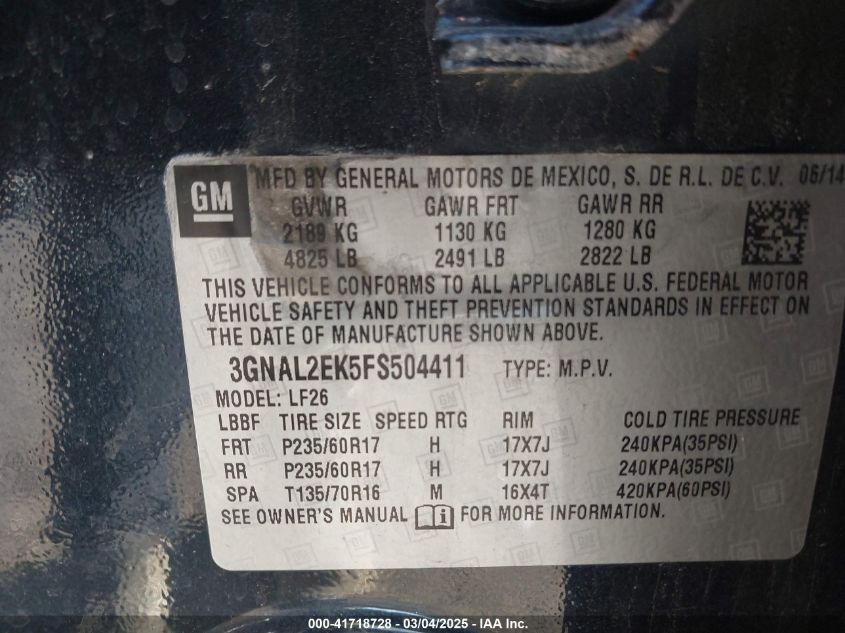 GM MFD BY GENERAL MOTORS DE MEXICO, S. DE R.L. DE C.V. 06/14
GVWR GAWR FRT GAWR RR
2189 KG 1130 KG 1280 KG
4825 LB 2491 LB 2822 LB
THIS VEHICLE CONFORMS TO ALL APPLICABLE U.S. FEDERAL MOTOR
VEHICLE SAFETY AND THEFT PREVENTION STANDARDS IN EFFECT ON
THE DATE OF MANUFACTURE SHOWN ABOVE.
3GNAL2EK5FS504411 TYPE: M.P.V.
MODEL: LF26
LBBF TIRE SIZE SPEED RTG RIM COLD TIRE PRESSURE
FRT P235/60R17 H 17X7J 240KPA(35PSI)
RR P235/60R17 H 17X7J 240KPA(35PSI)
SPA T135/70R16 M 16X4T 420KPA(60PSI)
SEE OWNER'S MANUAL FOR MORE INFORMATION.
000-41718728 - 03/04/2025 - IAA Inc.